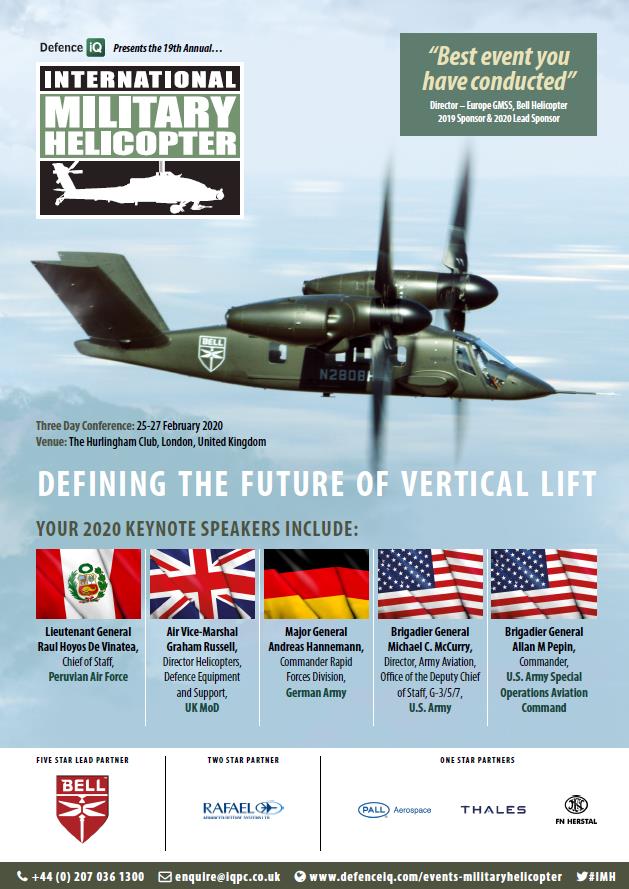 Defence iQ Presents the 19th Annual...
INTERNATIONAL
MILITARY
HELICOPTER
“Best event you
have conducted”
Director – Europe GMSS, Bell Helicopter
2019 Sponsor & 2020 Lead Sponsor
BELL
N280BH
Three Day Conference: 25-27 February 2020
Venue: The Hurlingham Club, London, United Kingdom
DEFINING THE FUTURE OF VERTICAL LIFT
YOUR 2020 KEYNOTE SPEAKERS INCLUDE:
Lieutenant General
Raul Hoyos De Vinatea,
Chief of Staff,
Peruvian Air Force
Air Vice-Marshal
Graham Russell,
Director Helicopters,
Defence Equipment
and Support,
UK MoD
Major General
Andreas Hannemann,
Commander Rapid
Forces Division,
German Army
Brigadier General
Michael C. McCurry,
Director, Army Aviation,
Office of the Deputy Chief
of Staff, G-3/5/7,
U.S. Army
Brigadier General
Allan M Pepin,
Commander,
U.S. Army Special
Operations Aviation
Command
FIVE STAR LEAD PARTNER
BELL
TWO STAR PARTNER
RAFAEL
ADVANCED DEFENSE SYSTEMS LTD.
ONE STAR PARTNERS
PALL Aerospace
THALES
FN HERSTAL
+44 (0) 207 036 1300 enquire@iqpc.co.uk www.defenceiq.com/events-militaryhelicopter #IMH